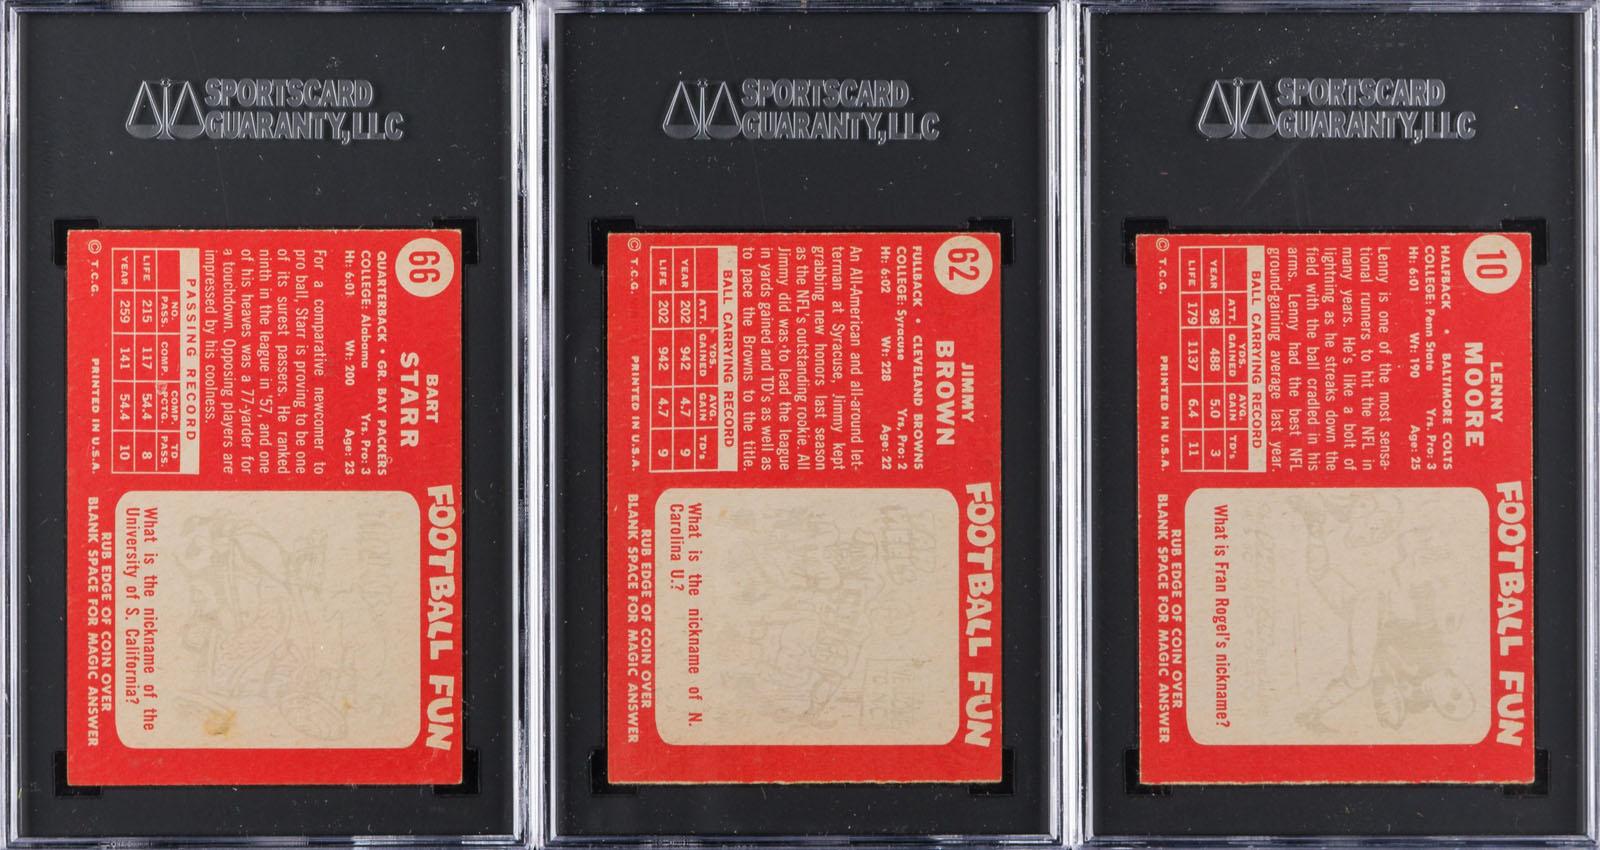 SPORTSCARD
GUARANTY, LLC
66
BART
STARR
QUARTERBACK • GR. BAY PACKERS
COLLEGE: Alabama Yrs. Pro: 3
Ht: 6:01 Wt: 200 Age: 23
For a comparative newcomer to
pro ball, Starr is proving to be one
of its surest passers. He ranked
ninth in the league in '57, and one
of his heaves was a 77-yarder for
a touchdown. Opposing players are
impressed by his coolness.
PASSING RECORD
NO. PASS. COMP. COMP. PCTG. TD PASS.
LIFE 215 117 54.4 8
YEAR 259 141 54.4 10
© T.C.G. PRINTED IN U.S.A.
FOOTBALL FUN
What is the nickname of the
University of S. California?
RUB EDGE OF COIN OVER
BLANK SPACE FOR MAGIC ANSWER
SPORTSCARD
GUARANTY, LLC
62
JIMMY
BROWN
FULLBACK • CLEVELAND BROWNS
COLLEGE: Syracuse Yrs. Pro: 2
Ht: 6:02 Wt: 228 Age: 22
An All-American and all-around let-
terman at Syracuse, Jimmy kept
grabbing new honors last season
as the NFL's outstanding rookie. All
Jimmy did was to lead the league
in yards gained and TD's as well as
to pace the Browns to the title.
BALL CARRYING RECORD
ATT. YDS. GAINED AVG. GAIN TD's
YEAR 202 942 4.7 9
LIFE 202 942 4.7 9
© T.C.G. PRINTED IN U.S.A.
FOOTBALL FUN
What is the nickname of N.
Carolina U.?
RUB EDGE OF COIN OVER
BLANK SPACE FOR MAGIC ANSWER
SPORTSCARD
GUARANTY, LLC
10
LENNY
MOORE
HALFBACK • BALTIMORE COLTS
COLLEGE: Penn State Yrs. Pro: 3
Ht: 6:01 Wt: 190 Age: 25
Lenny is one of the most sensa-
tional runners to hit the NFL in
many years. He's like a bolt of
lightning as he streaks down the
field with the ball cradled in his
arms. Lenny had the best NFL
ground-gaining average last year.
BALL CARRYING RECORD
ATT. YDS. GAINED AVG. GAIN TD's
YEAR 98 488 5.0 3
LIFE 179 1137 6.4 11
© T.C.G. PRINTED IN U.S.A.
FOOTBALL FUN
What is Fran Rogel's nickname?
RUB EDGE OF COIN OVER
BLANK SPACE FOR MAGIC ANSWER